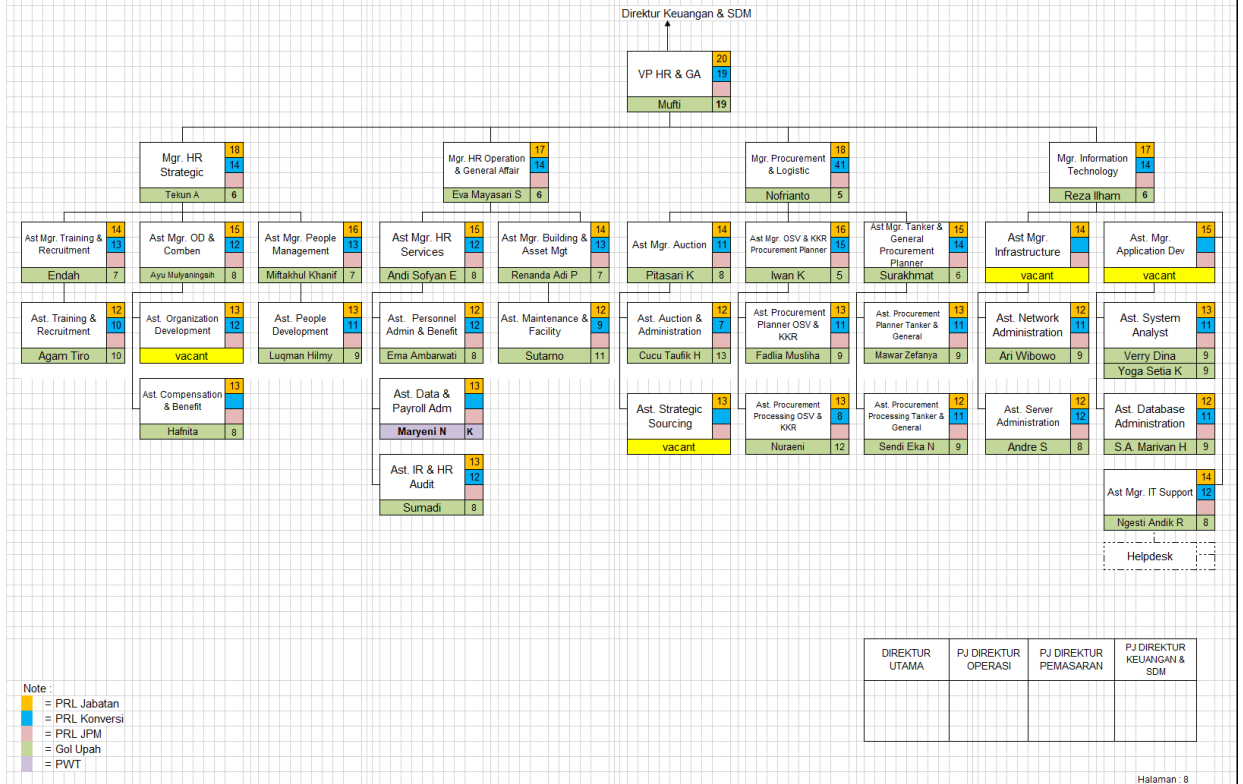 Direktur Keuangan & SDM
20
VP HR & GA
19
Mufti 19
18
Mgr. HR
Strategic
14
Tekun A 6
17
Mgr. HR Operation
& General Affair
14
Eva Mayasari S 6
18
Mgr. Procurement
& Logistic
41
Nofrianto 5
17
Mgr. Information
Technology
14
Reza Ilham 6
14
Ast Mgr. Training &
Recruitment
13
Endah 7
15
Ast Mgr. OD &
Comben
12
Ayu Mulyaningsih 8
16
Ast Mgr. People
Management
13
Miftakhul Khanif 7
15
Ast Mgr. HR
Services
12
Andi Sofyan E 8
14
Ast Mgr. Building &
Asset Mgt
13
Renanda Adi P 7
14
Ast Mgr. Auction
11
Pitasari K 8
16
Ast Mgr. OSV & KKR
Procurement Planner
15
Iwan K 5
15
Ast Mgr. Tanker &
General
Procurement
Planner
14
Surakhmat 6
14
Ast Mgr.
Infrastructure
vacant
15
Ast. Mgr.
Application Dev
vacant
12
Ast. Training &
Recruitment
10
Agam Tiro 10
13
Ast. Organization
Development
12
vacant
13
Ast. People
Development
11
Luqman Hilmy 9
12
Ast. Personnel
Admin & Benefit
12
Erna Ambarwati 8
12
Ast. Maintenance &
Facility
9
Sutarno 11
12
Ast. Auction &
Administration
7
Cucu Taufik H 13
13
Ast. Procurement
Planner OSV &
KKR
11
Fadlia Musliha 9
13
Ast. Procurement
Planner Tanker &
General
11
Mawar Zefanya 9
12
Ast. Network
Administration
11
Ari Wibowo 9
13
Ast. System
Analyst
11
Verry Dina 9
Yoga Setia K 9
13
Ast. Compensation
& Benefit
Hafnita 8
13
Ast. Data &
Payroll Adm
Maryeni N K
13
Ast. Strategic
Sourcing
vacant
13
Ast. Procurement
Processing OSV &
KKR
8
Nuraeni 12
12
Ast. Procurement
Processing Tanker &
General
11
Sendi Eka N 9
12
Ast. Server
Administration
12
Andre S 8
12
Ast. Database
Administration
11
S.A. Marivan H 9
13
Ast. IR & HR
Audit
12
Sumadi 8
14
Ast Mgr. IT Support
12
Ngesti Andik R 8
Helpdesk
DIREKTUR
UTAMA
PJ DIREKTUR
OPERASI
PJ DIREKTUR
PEMASARAN
PJ DIREKTUR
KEUANGAN &
SDM
Note :
= PRL Jabatan
= PRL Konversi
= PRL JPM
= Gol Upah
= PWT
Halaman : 8